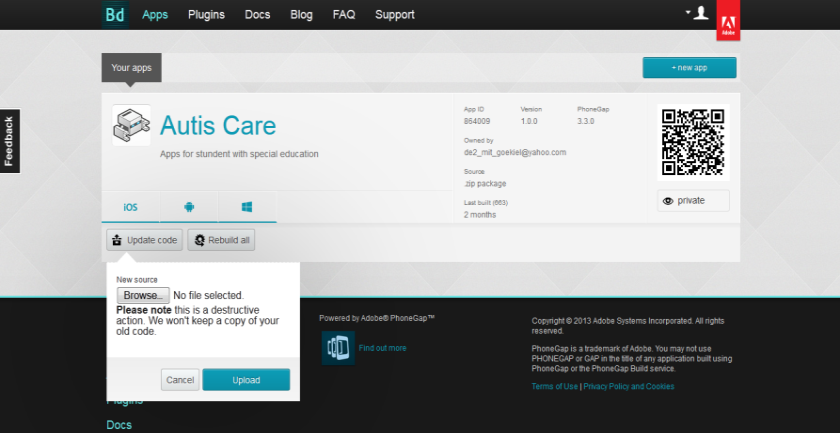 Bd Apps Plugins Docs Blog FAQ Support
Adobe
Your apps
+ new app
Feedback
Autis Care
Apps for stundent with special education
App ID Version PhoneGap
864009 1.0.0 3.3.0
Owned by
de2_mit_goekiel@yahoo.com
Source
.zip package
Last built (663)
2 months
private
iOS
Update code Rebuild all
New source
Browse... No file selected.
Please note this is a destructive
action. We won't keep a copy of your
old code.
Cancel Upload
Plugins
Docs
Powered by Adobe® PhoneGap™
Find out more
Copyright © 2013 Adobe Systems Incorporated. All rights
reserved.
PhoneGap is a trademark of Adobe. You may not use
PHONEGAP or GAP in the title of any application built using
PhoneGap or the PhoneGap Build service.
Terms of Use | Privacy Policy and Cookies